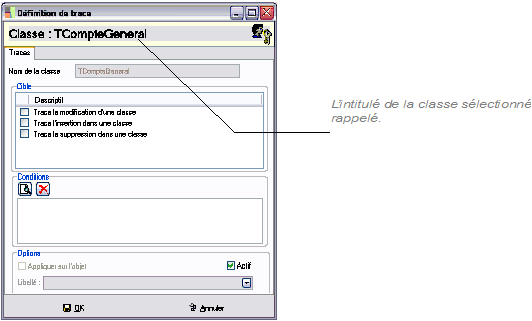 Définition de trace
Classe : TCompteGeneral
Traces
Nom de la classe TCompteGeneral
Cible
Descriptif
Trace la modification d'une classe
Trace l'insertion dans une classe
Trace la suppression dans une classe
Conditions
Options
Appliquer sur l'objet
Actif
Libellé :
OK
Annuler
L'intitulé de la classe sélectionné
rappelé.